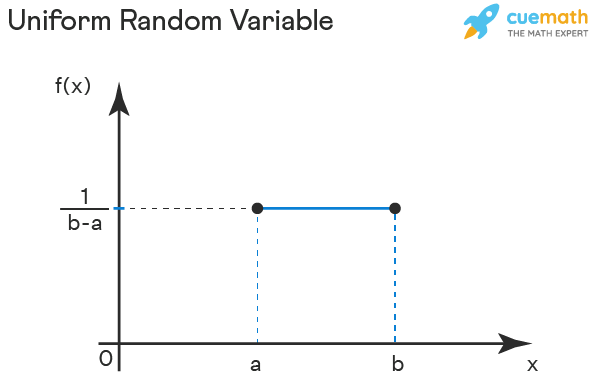 Uniform Random Variable
cuemath
THE MATH EXPERT
f(x)
1
b-a
0
a
b
x